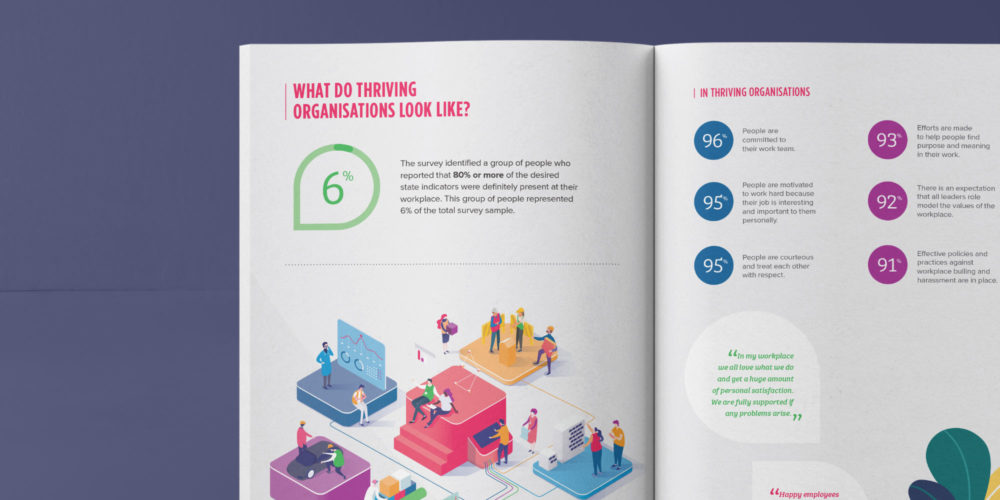 WHAT DO THRIVING
ORGANISATIONS LOOK LIKE?
6%
The survey identified a group of people who
reported that 80% or more of the desired
state indicators were definitely present at their
workplace. This group of people represented
6% of the total survey sample.
IN THRIVING ORGANISATIONS
96%
People are
committed to
their work team.
95%
People are motivated
to work hard because
their job is interesting
and important to them
personally.
95%
People are courteous
and treat each other
with respect.
93%
Efforts are made
to help people find
purpose and meaning
in their work.
92%
There is an expectation
that all leaders role
model the values of the
workplace.
91%
Effective policies and
practices against
workplace bulling and
harassment are in place.
“In my workplace
we all love what we do
and get a huge amount
of personal satisfaction.
We are fully supported if
any problems arise.”
“Happy employees